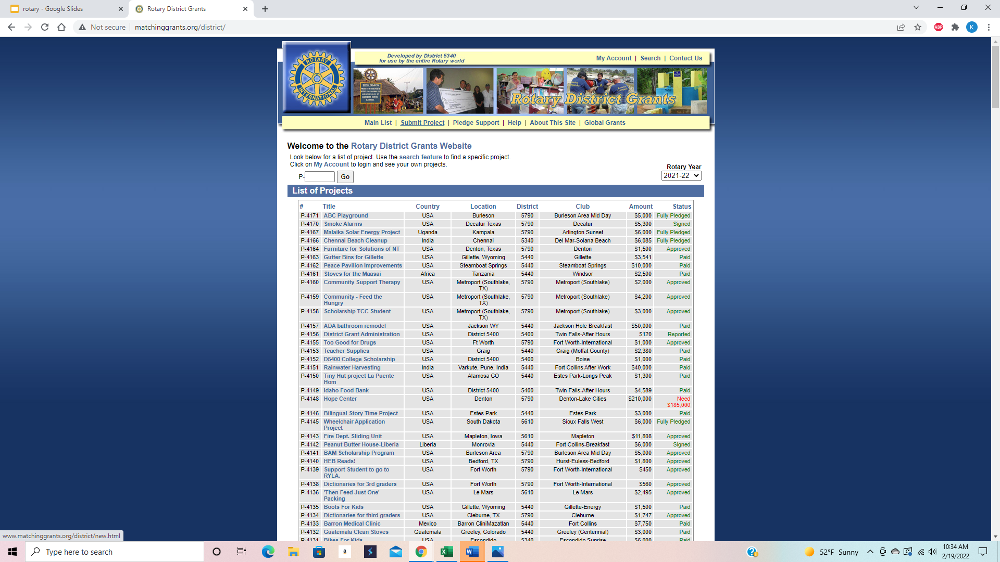 rotary - Google Slides
Rotary District Grants
Not secure
matchinggrants.org/district/
ABP
K
ROTARY INTERNATIONAL
Developed by District 5340
for use by the entire Rotary world
My Account | Search | Contact Us
Rotary District Grants
Main List | Submit Project | Pledge Support | Help | About This Site | Global Grants
Welcome to the Rotary District Grants Website
Look below for a list of project. Use the search feature to find a specific project.
Click on My Account to login and see your own projects.
Rotary Year
P- Go
2021-22
List of Projects
# Title Country Location District Club Amount Status
P-4171 ABC Playground USA Burleson 5790 Burleson Area Mid Day $5,000 Fully Pledged
P-4170 Smoke Alarms USA Decatur Texas 5790 Decatur $5,300 Signed
P-4167 Malaika Solar Energy Project Uganda Kampala 5790 Arlington Sunset $6,000 Fully Pledged
P-4166 Chennai Beach Cleanup India Chennai 5340 Del Mar-Solana Beach $6,085 Fully Pledged
P-4164 Furniture for Solutions of NT USA Denton, Texas 5790 Denton $1,500 Approved
P-4163 Gutter Bins for Gillette USA Gillette, Wyoming 5440 Gillette $3,541 Paid
P-4162 Peace Pavilion Improvements USA Steamboat Springs 5440 Steamboat Springs $10,000 Paid
P-4161 Stoves for the Maasai Africa Tanzania 5440 Windsor $2,500 Paid
P-4160 Community Support Therapy USA Metroport (Southlake, 5790 Metroport (Southlake) $2,000 Approved
TX)
P-4159 Community - Feed the USA Metroport (Southlake, 5790 Metroport (Southlake) $4,200 Approved
Hungry TX)
P-4158 Scholarship TCC Student USA Metroport (Southlake, 5790 Metroport (Southlake) $3,000 Approved
TX)
P-4157 ADA bathroom remodel USA Jackson WY 5440 Jackson Hole Breakfast $50,000 Paid
P-4156 District Grant Administration USA District 5400 5400 Twin Falls-After Hours $120 Reported
P-4155 Too Good for Drugs USA Ft Worth 5790 Fort Worth-International $1,000 Approved
P-4153 Teacher Supplies USA Craig 5440 Craig (Moffat County) $2,380 Paid
P-4152 D5400 College Scholarship USA District 5400 5400 Boise $1,000 Paid
P-4151 Rainwater Harvesting India Varkute, Pune, India 5440 Fort Collins After Work $40,000 Paid
P-4150 Tiny Hut project La Puente USA Alamosa CO 5440 Estes Park-Longs Peak $1,300 Paid
Hom
P-4149 Idaho Food Bank USA District 5400 5400 Twin Falls-After Hours $4,589 Paid
P-4148 Hope Center USA Denton 5790 Denton-Lake Cities $210,000 Need
$185,000
P-4146 Bilingual Story Time Project USA Estes Park 5440 Estes Park $3,000 Paid
P-4145 Wheelchair Application USA South Dakota 5610 Sioux Falls West $6,000 Fully Pledged
Project
P-4143 Fire Dept. Sliding Unit USA Mapleton, Iowa 5610 Mapleton $11,808 Approved
P-4142 Peanut Butter House-Liberia Liberia Monrovia 5440 Fort Collins-Breakfast $6,000 Signed
P-4141 BAM Scholarship Program USA Burleson Area 5790 Burleson Area Mid Day $5,000 Approved
P-4140 HEB Reads! USA Bedford, TX 5790 Hurst-Euless-Bedford $1,800 Approved
P-4139 Support Student to go to USA Fort Worth 5790 Fort Worth-International $450 Approved
RYLA.
P-4138 Dictionaries for 3rd graders USA Fort Worth 5790 Fort Worth-International $560 Approved
P-4136 'Then Feed Just One' USA Le Mars 5610 Le Mars $2,495 Approved
Packing
P-4135 Boots For Kids USA Gillette, Wyoming 5440 Gillette-Energy $1,500 Paid
P-4134 Dictionaries for third graders USA Cleburne, TX 5790 Cleburne $1,747 Approved
P-4133 Barron Medical Clinic Mexico Barron CliniMazatlan 5440 Fort Collins $7,750 Paid
P-4132 Guatemala Clean Stoves Guatemala Greeley, Colorado 5440 Greeley (Centennial) $3,000 Paid
P-4131 Bikes For Kids USA Escondido 5340 Escondido Sunrise $6,000 Paid
www.matchinggrants.org/district/new.html
Type here to search
a
52°F Sunny
10:34 AM
2/19/2022